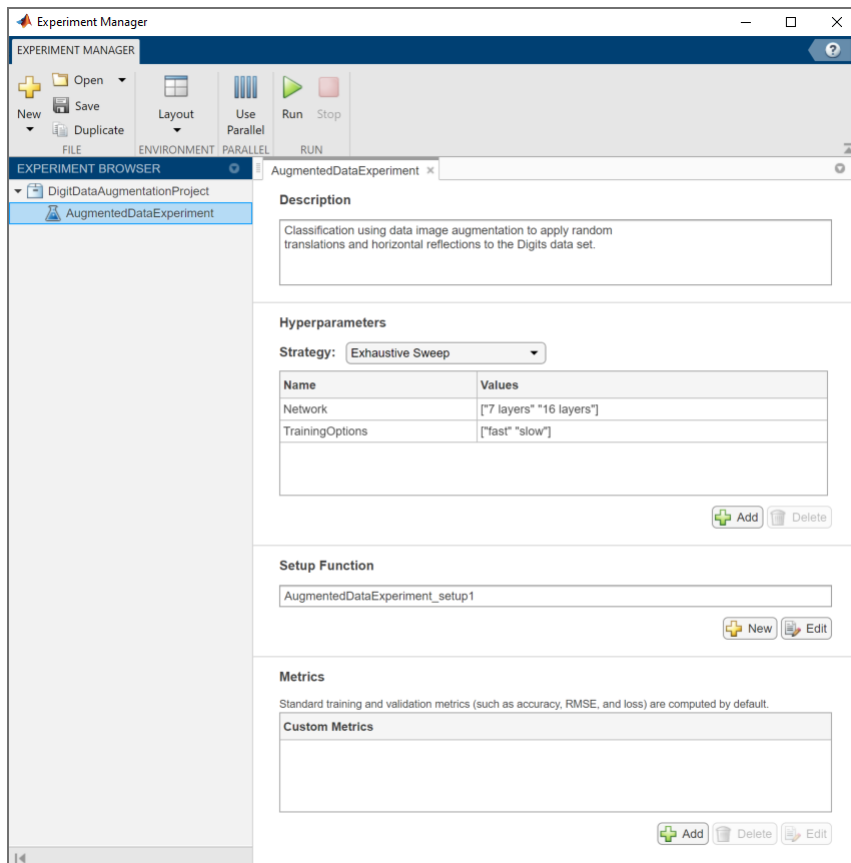 Experiment Manager
EXPERIMENT MANAGER
?
New
Open
Save
Duplicate
Layout
Use
Parallel
Run
Stop
FILE
ENVIRONMENT
PARALLEL
RUN
EXPERIMENT BROWSER
DigitDataAugmentationProject
AugmentedDataExperiment
AugmentedDataExperiment
Description
Classification using data image augmentation to apply random
translations and horizontal reflections to the Digits data set.
Hyperparameters
Strategy: Exhaustive Sweep
Name Values
Network ["7 layers" "16 layers"]
TrainingOptions ["fast" "slow"]
Add Delete
Setup Function
AugmentedDataExperiment_setup1
New Edit
Metrics
Standard training and validation metrics (such as accuracy, RMSE, and loss) are computed by default.
Custom Metrics
Add Delete Edit